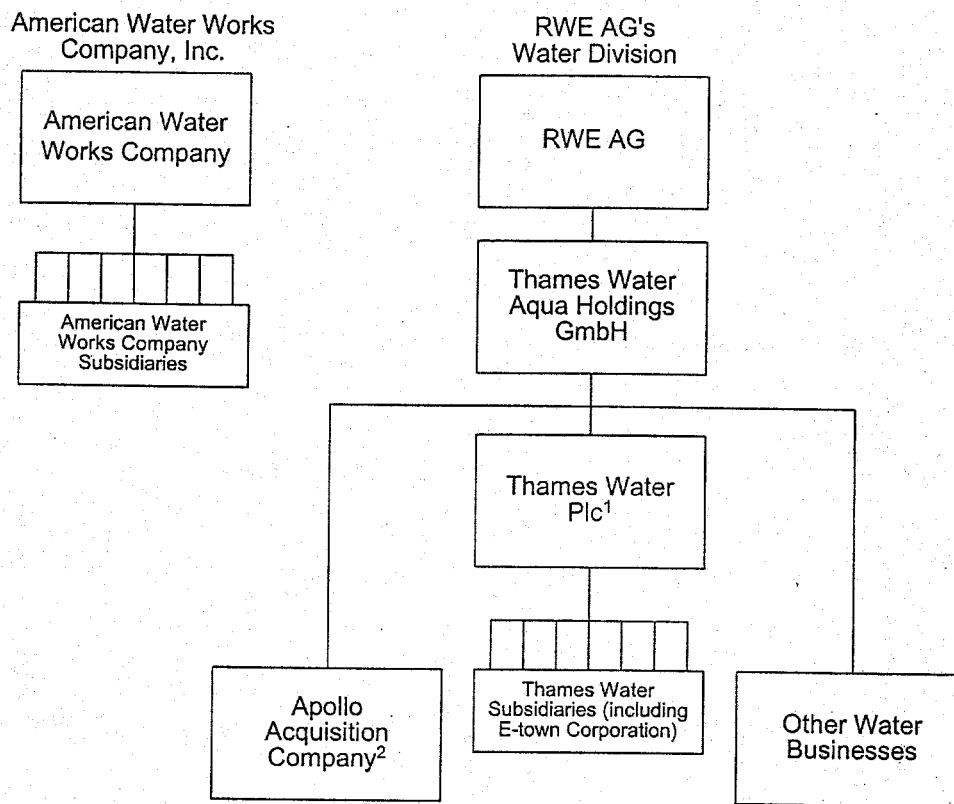 American Water Works
Company, Inc.
American Water
Works Company
American Water
Works Company
Subsidiaries
RWE AG's
Water Division
RWE AG
Thames Water
Aqua Holdings
GmbH
Thames Water
Plc¹
Apollo
Acquisition
Company²
Thames Water
Subsidiaries (including
E-town Corporation)
Other Water
Businesses